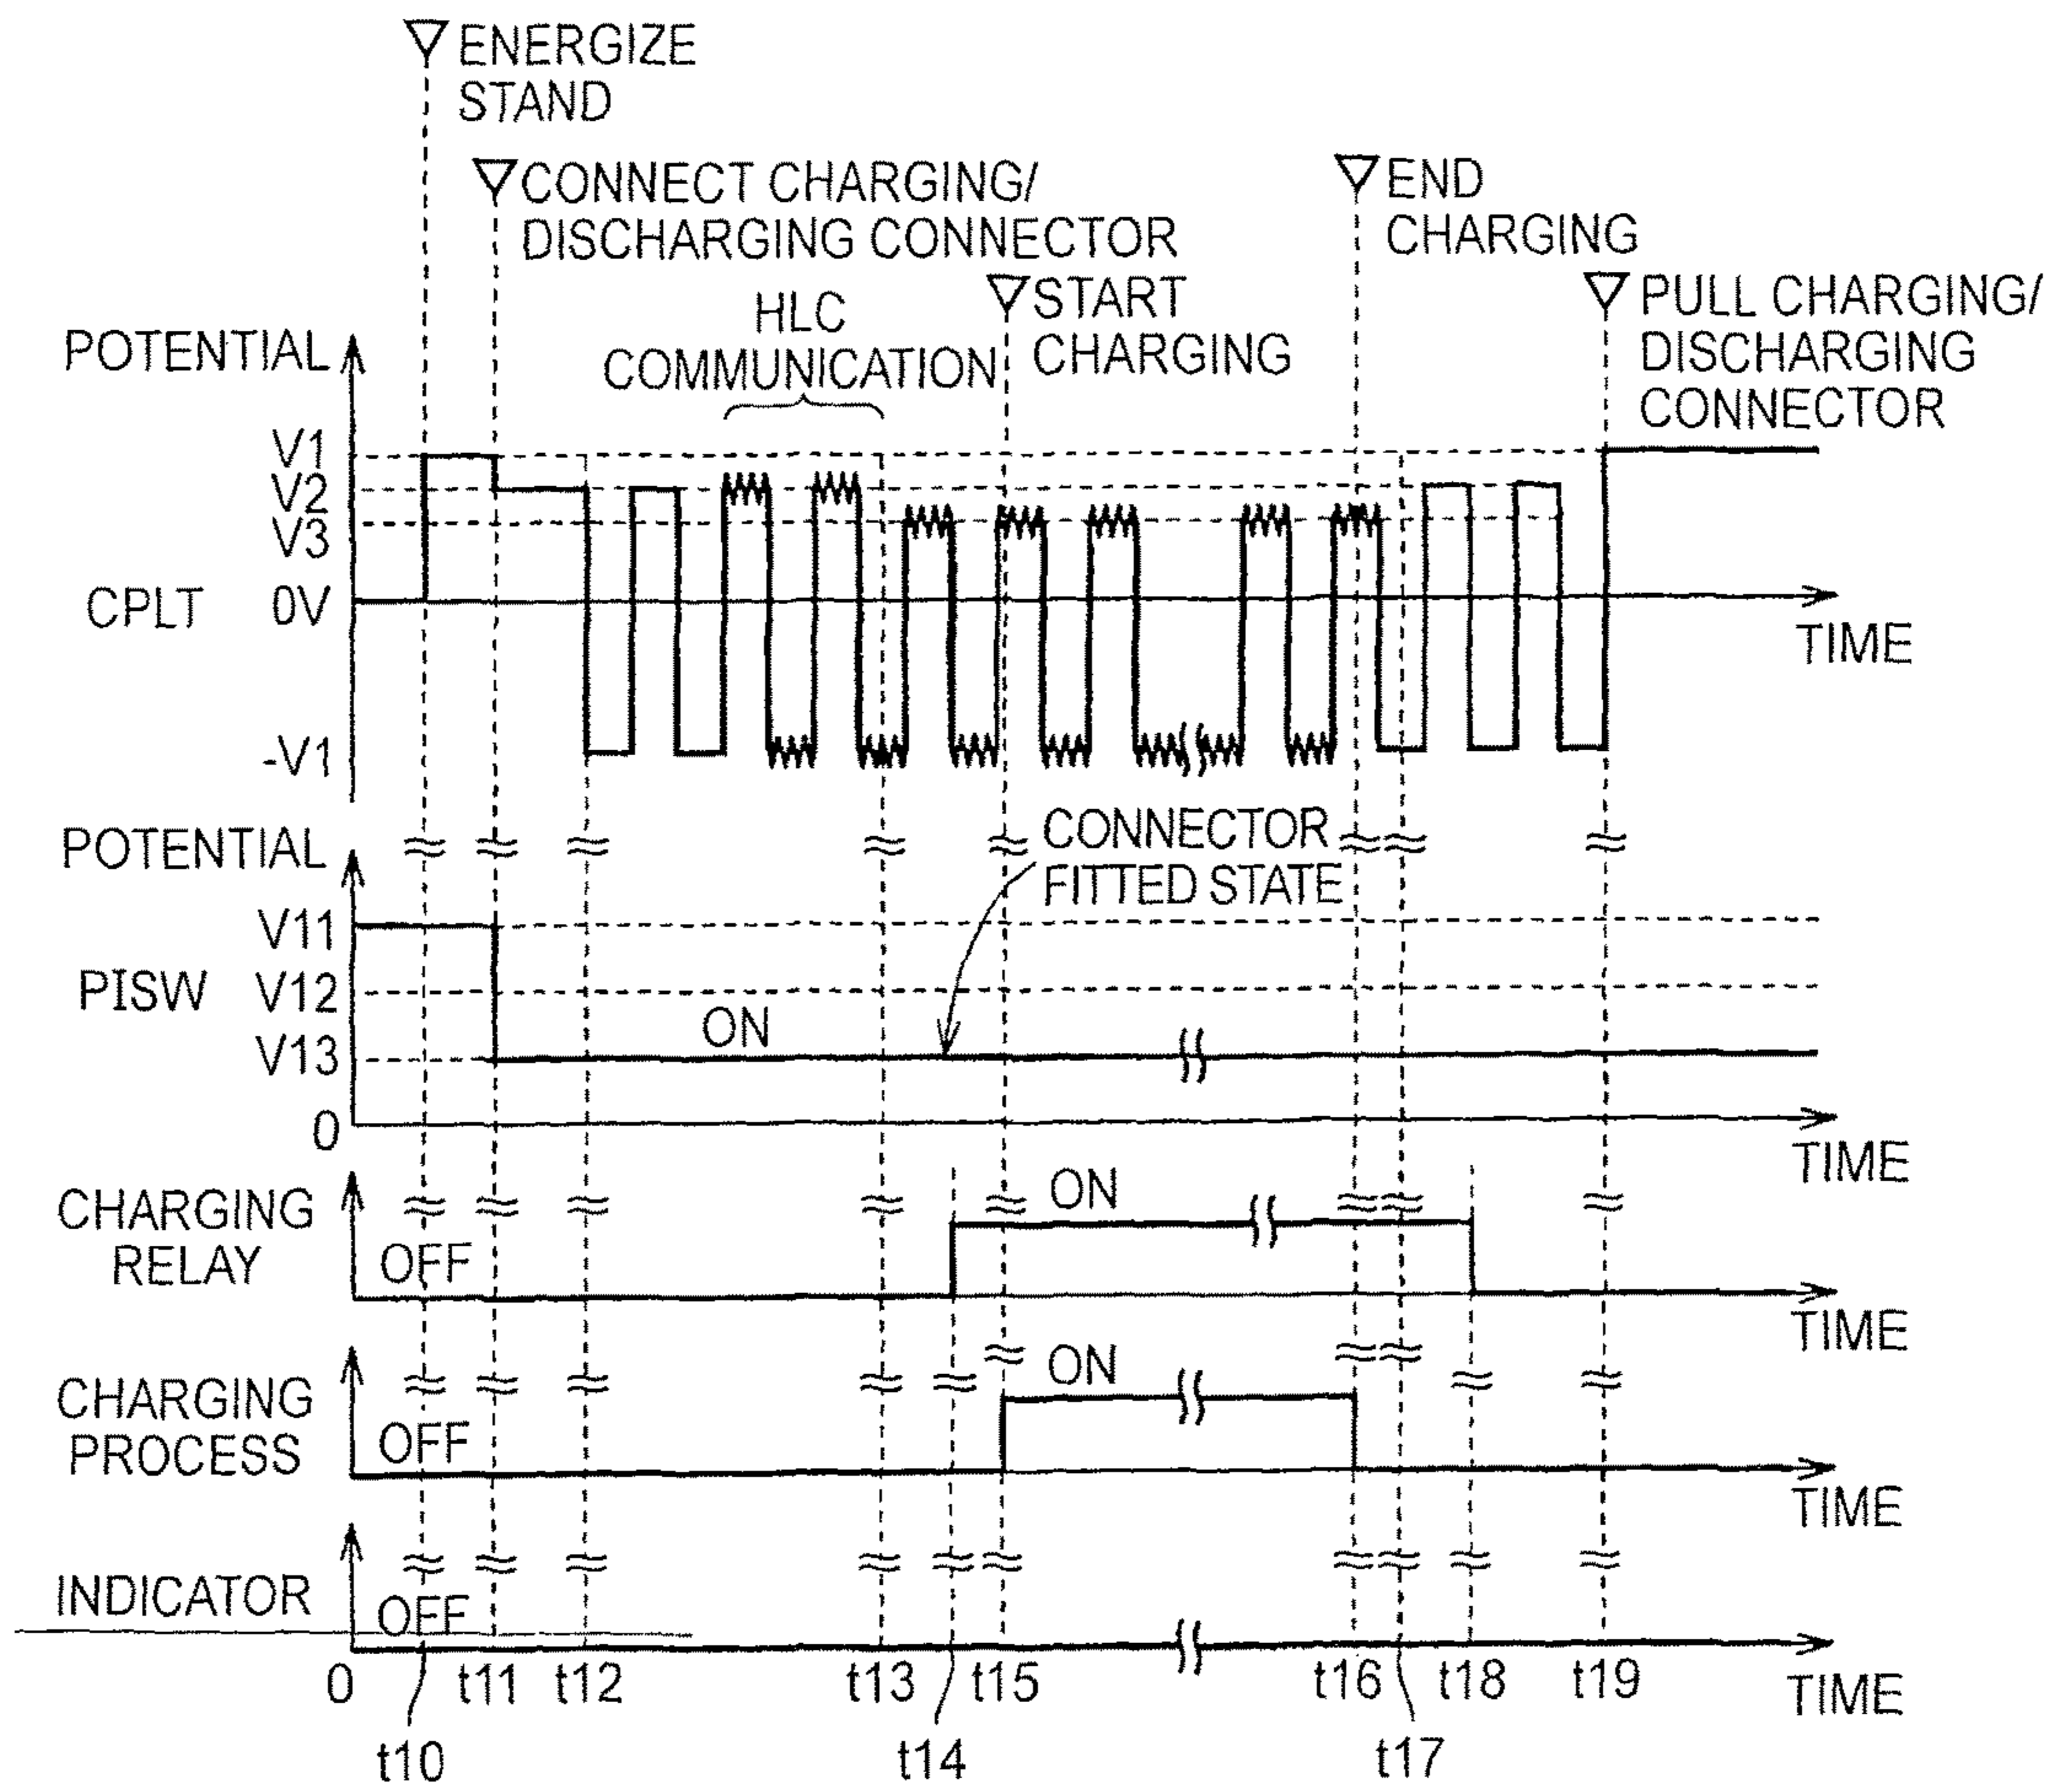 ENERGIZE
STAND
CONNECT CHARGING/
DISCHARGING CONNECTOR
END
CHARGING
HLC
COMMUNICATION
START
CHARGING
PULL CHARGING/
DISCHARGING
CONNECTOR
POTENTIAL
V1
V2
V3
CPLT 0V
TIME
-V1
POTENTIAL
CONNECTOR
FITTED STATE
V11
PISW V12
ON
V13
0
TIME
CHARGING
RELAY
OFF
ON
TIME
CHARGING
PROCESS
OFF
ON
TIME
INDICATOR
OFF
0 t11 t12 t13 t15 t16 t18 t19 TIME
t10 t14 t17